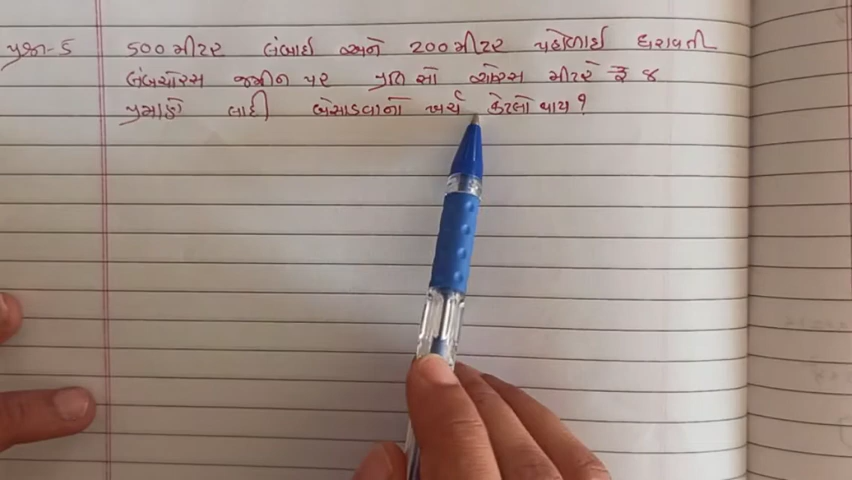 પ્રશ્ન-5 500 મીટર લંબાઈ અને 200 મીટર પહોળાઈ ધરાવતી
લંબચોરસ જમીન પર પ્રતિ સો ચોરસ મીટરે રૂ ૪
પ્રમાણે લાદી બેસાડવાનો ખર્ચ કેટલો થાય ?